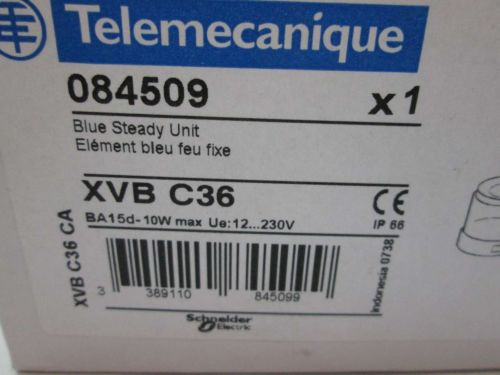 Telemecanique
084509 x 1
Blue Steady Unit
Elément bleu feu fixe
XVB C36
CE
BA15d-10W max Ue:12...230V
IP 66
XVB C36 CA
3 389110 845099
Indonesia 0738
Schneider
Electric